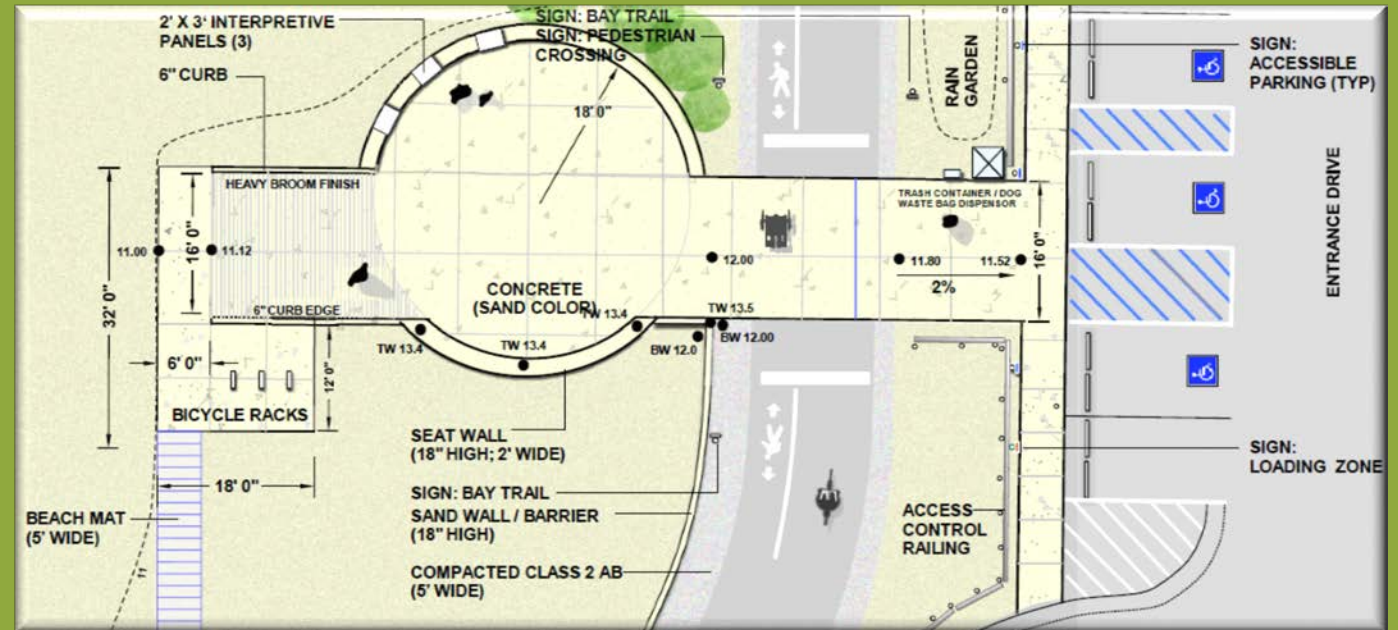 2' X 3' INTERPRETIVE
PANELS (3)
6" CURB
SIGN: BAY TRAIL
SIGN: PEDESTRIAN
CROSSING
RAIN
GARDEN
SIGN:
ACCESSIBLE
PARKING (TYP)
18' 0"
HEAVY BROOM FINISH
TRASH CONTAINER / DOG
WASTE BAG DISPENSOR
ENTRANCE DRIVE
32' 0"
11.00
16' 0"
11.12
12.00
11.80
11.52
16' 0"
2%
CONCRETE
(SAND COLOR)
6" CURB EDGE
TW 13.4
TW 13.4
TW 13.4
TW 13.5
BW 12.0
BW 12.00
6' 0"
12' 0"
BICYCLE RACKS
18' 0"
SEAT WALL
(18" HIGH; 2' WIDE)
SIGN: BAY TRAIL
SAND WALL / BARRIER
(18" HIGH)
COMPACTED CLASS 2 AB
(5' WIDE)
BEACH MAT
(5' WIDE)
11
ACCESS
CONTROL
RAILING
SIGN:
LOADING ZONE